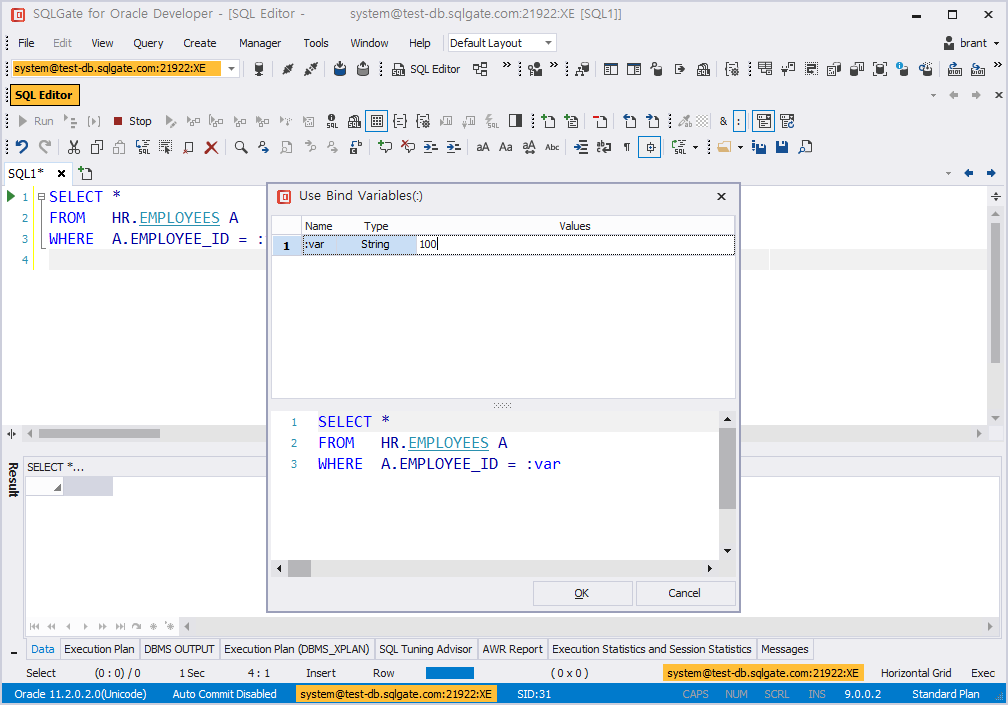 SQLGate for Oracle Developer - [SQL Editor - system@test-db.sqlgate.com:21922:XE [SQL1]]
File Edit View Query Create Manager Tools Window Help Default Layout brant
system@test-db.sqlgate.com:21922:XE SQL Editor
SQL Editor
Run Stop
SQL1*
1 SELECT *
2 FROM HR.EMPLOYEES A
3 WHERE A.EMPLOYEE_ID = :
4
Use Bind Variables(:)
Name Type Values
1 :var String 100
1 SELECT *
2 FROM HR.EMPLOYEES A
3 WHERE A.EMPLOYEE_ID = :var
OK Cancel
Result
SELECT *...
Data Execution Plan DBMS OUTPUT Execution Plan (DBMS_XPLAN) SQL Tuning Advisor AWR Report Execution Statistics and Session Statistics Messages
Select (0 : 0) / 0 1 Sec 4 : 1 Insert Row ( 0 x 0 ) system@test-db.sqlgate.com:21922:XE Horizontal Grid Exec
Oracle 11.2.0.2.0(Unicode) Auto Commit Disabled system@test-db.sqlgate.com:21922:XE SID:31 CAPS NUM SCRL INS 9.0.0.2 Standard Plan